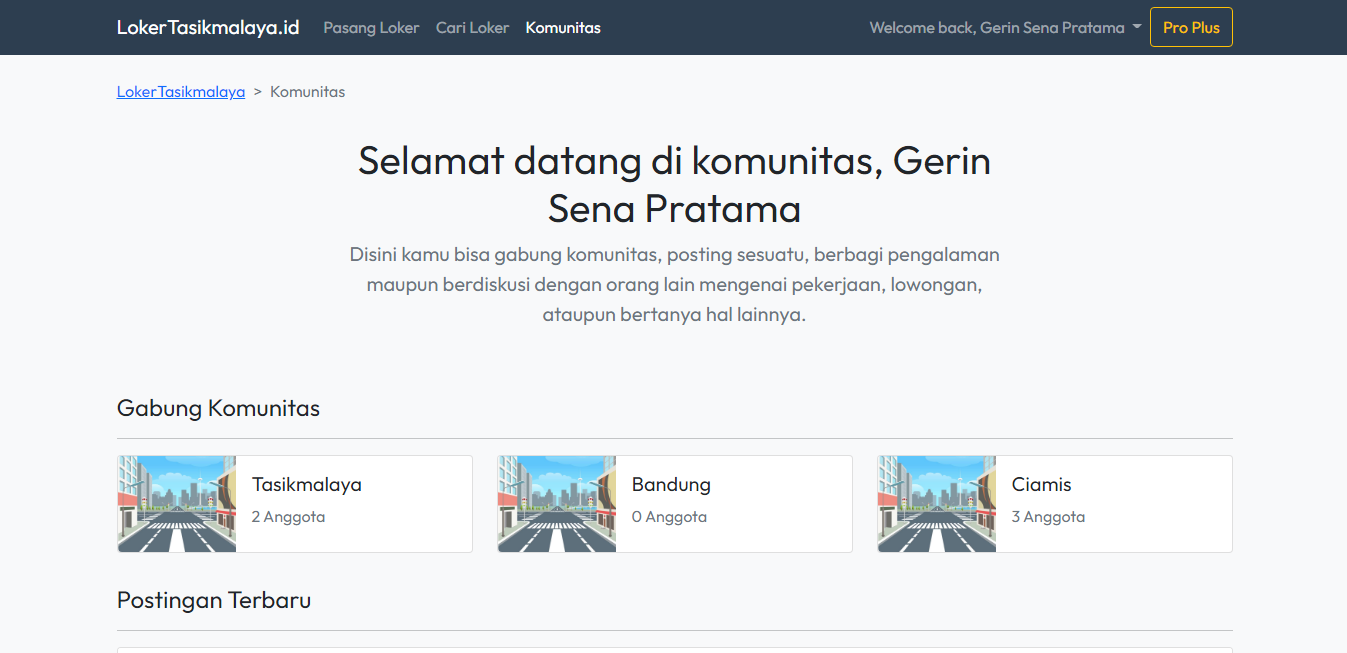 LokerTasikmalaya.id Pasang Loker Cari Loker Komunitas Welcome back, Gerin Sena Pratama Pro Plus
LokerTasikmalaya > Komunitas
Selamat datang di komunitas, Gerin
Sena Pratama
Disini kamu bisa gabung komunitas, posting sesuatu, berbagi pengalaman
maupun berdiskusi dengan orang lain mengenai pekerjaan, lowongan,
ataupun bertanya hal lainnya.
Gabung Komunitas
Tasikmalaya
2 Anggota
Bandung
0 Anggota
Ciamis
3 Anggota
Postingan Terbaru